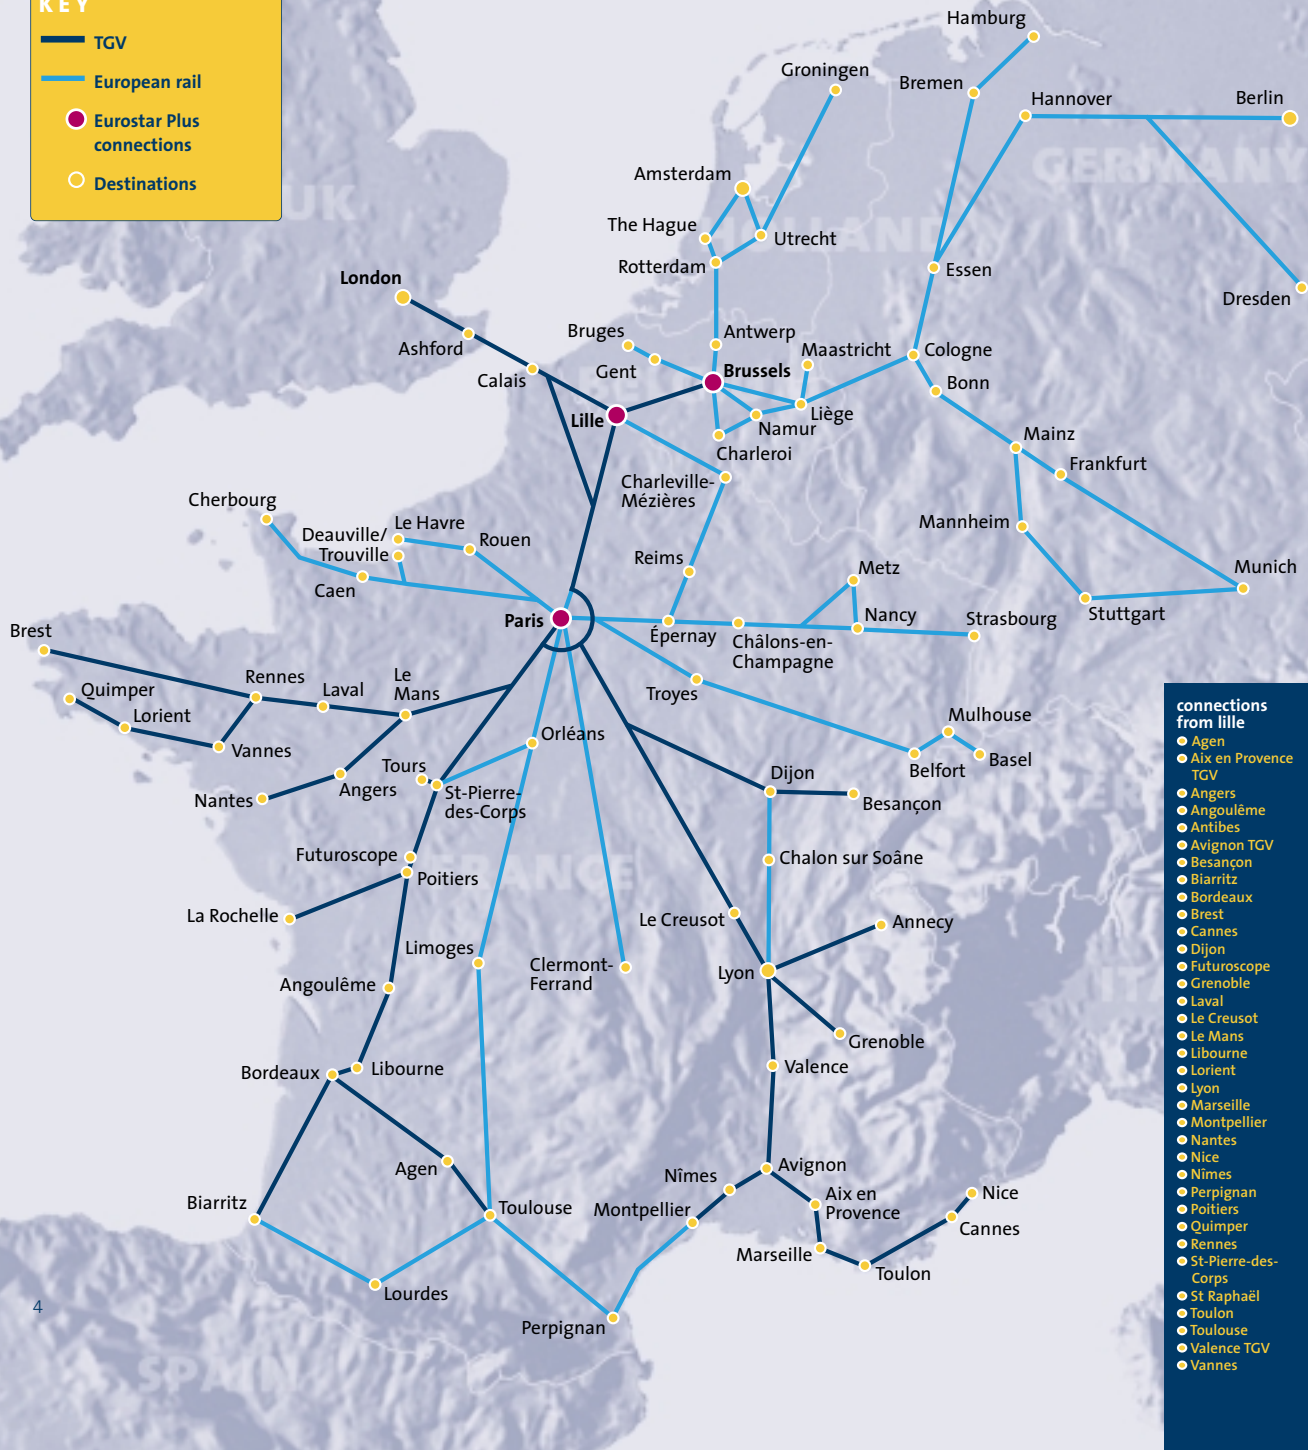 KEY
TGV
European rail
Eurostar Plus
connections
Destinations
UK
GERMANY
HOLLAND
FRANCE
SPAIN
Hamburg
Groningen
Bremen
Hannover
Berlin
Amsterdam
The Hague
Utrecht
Rotterdam
Essen
Dresden
London
Ashford
Calais
Bruges
Gent
Antwerp
Brussels
Maastricht
Cologne
Bonn
Lille
Liège
Namur
Charleroi
Mainz
Frankfurt
Charleville-
Mézières
Mannheim
Cherbourg
Deauville/
Trouville
Le Havre
Rouen
Caen
Reims
Metz
Munich
Stuttgart
Paris
Épernay
Châlons-en-
Champagne
Nancy
Strasbourg
Brest
Quimper
Lorient
Rennes
Laval
Le
Mans
Vannes
Troyes
Mulhouse
Orléans
Belfort
Basel
Tours
St-Pierre-
des-Corps
Nantes
Angers
Dijon
Besançon
Futuroscope
Poitiers
Chalon sur Soâne
La Rochelle
Le Creusot
Annecy
Limoges
Clermont-
Ferrand
Lyon
Angoulême
Grenoble
Bordeaux
Libourne
Valence
Agen
Avignon
Nîmes
Aix en
Provence
Nice
Biarritz
Toulouse
Montpellier
Cannes
Marseille
Toulon
Lourdes
Perpignan
4
connections
from lille
Agen
Aix en Provence
TGV
Angers
Angoulême
Antibes
Avignon TGV
Besançon
Biarritz
Bordeaux
Brest
Cannes
Dijon
Futuroscope
Grenoble
Laval
Le Creusot
Le Mans
Libourne
Lorient
Lyon
Marseille
Montpellier
Nantes
Nice
Nîmes
Perpignan
Poitiers
Quimper
Rennes
St-Pierre-des-
Corps
St Raphaël
Toulon
Toulouse
Valence TGV
Vannes